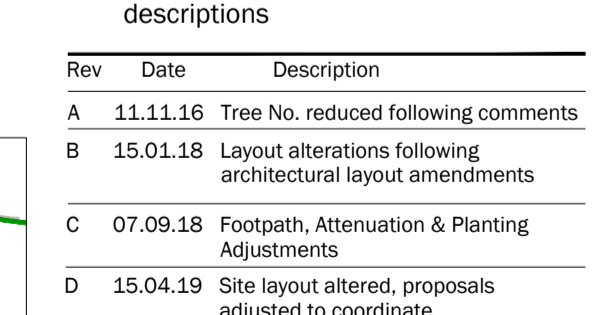 descriptions
Rev Date Description
A 11.11.16 Tree No. reduced following comments
B 15.01.18 Layout alterations following
architectural layout amendments
C 07.09.18 Footpath, Attenuation & Planting
Adjustments
D 15.04.19 Site layout altered, proposals
adjusted to coordinate